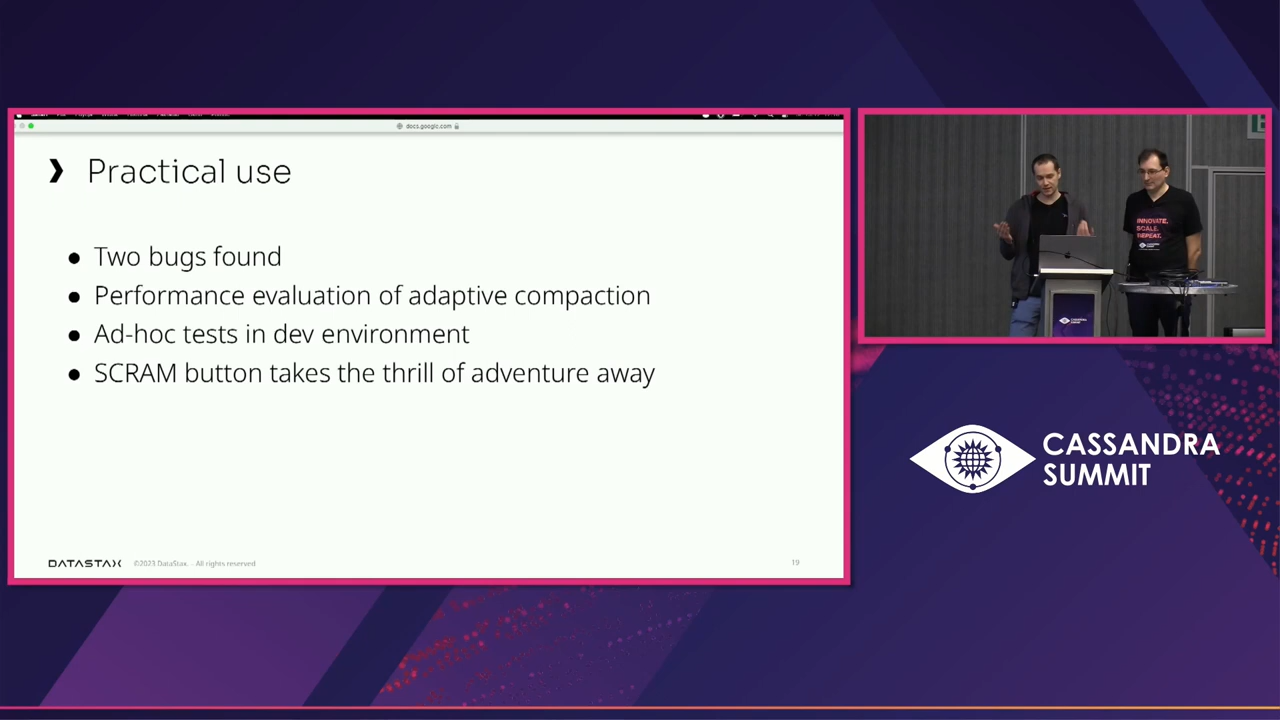 docs.google.com
❯ Practical use
● Two bugs found
● Performance evaluation of adaptive compaction
● Ad-hoc tests in dev environment
● SCRAM button takes the thrill of adventure away
DATASTAX ©2023 DataStax. - All rights reserved
19
INNOVATE.
SCALE.
REPEAT.
CASSANDRA
SUMMIT